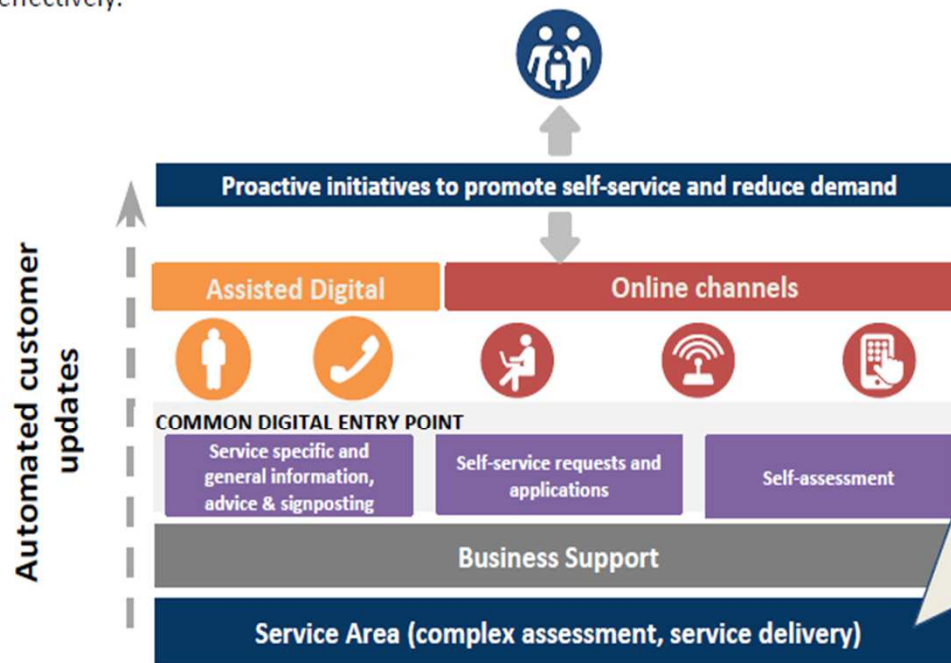 effectively.
Proactive initiatives to promote self-service and reduce demand
Automated customer
updates
Assisted Digital
Online channels
COMMON DIGITAL ENTRY POINT
Service specific and
general information,
advice & signposting
Self-service requests and
applications
Self-assessment
Business Support
Service Area (complex assessment, service delivery)